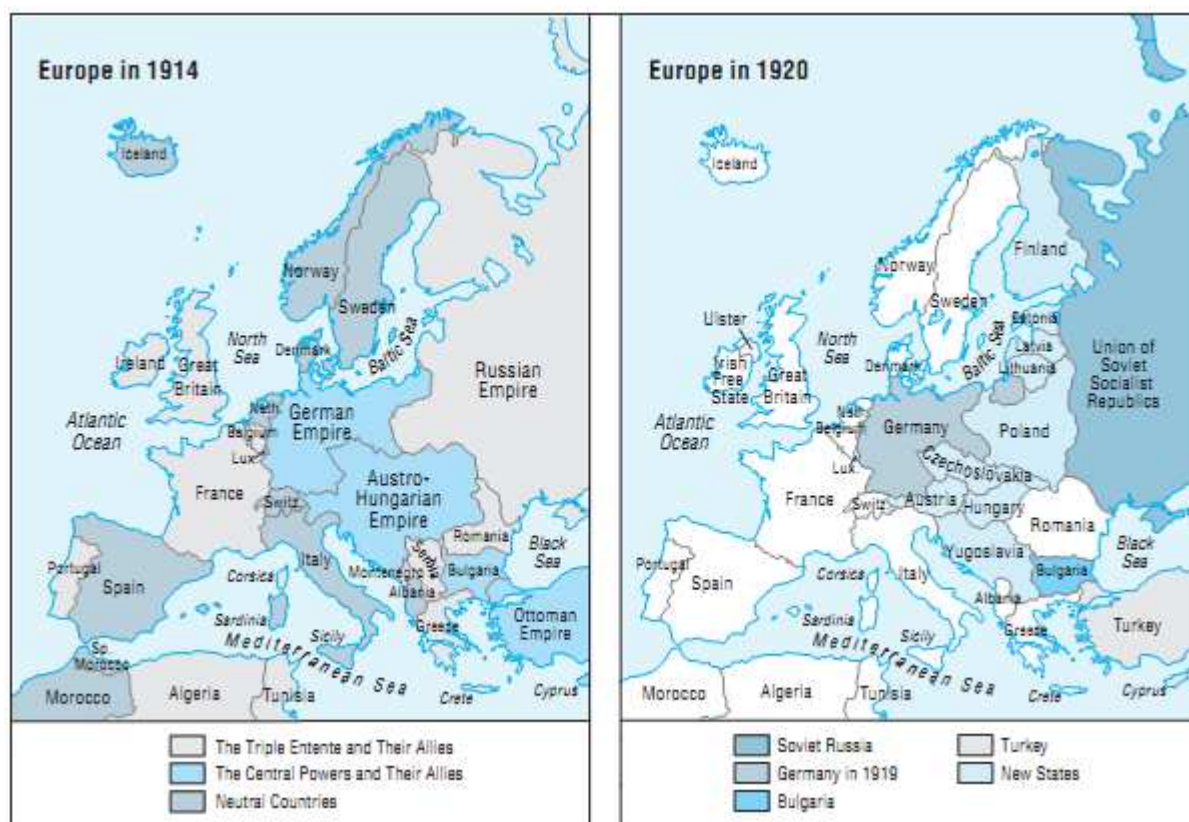 Europe in 1914
Iceland
Norway
Sweden
North
Sea
Denmark
Baltic Sea
Ireland
Great
Britain
Russian
Empire
Atlantic
Ocean
Neth.
German
Empire
Belgium
Lux.
France
Switz.
Austro-
Hungarian
Empire
Romania
Black
Sea
Serbia
Italy
Montenegro
Bulgaria
Albania
Portugal
Spain
Corsica
Sardinia
Ottoman
Empire
Greece
Sicily
Mediterranean Sea
Sp.
Morocco
Morocco
Algeria
Tunisia
Crete
Cyprus
The Triple Entente and Their Allies
The Central Powers and Their Allies
Neutral Countries
Europe in 1920
Iceland
Finland
Norway
Sweden
Ulster
North
Sea
Denmark
Baltic Sea
Estonia
Latvia
Lithuania
Irish
Free
State
Great
Britain
Union of
Soviet
Socialist
Republics
Atlantic
Ocean
Neth.
Belgium
Germany
Poland
Lux.
Czechoslovakia
France
Switz.
Austria
Hungary
Romania
Yugoslavia
Black
Sea
Italy
Bulgaria
Portugal
Spain
Corsica
Sardinia
Albania
Greece
Turkey
Sicily
Mediterranean Sea
Morocco
Algeria
Tunisia
Crete
Cyprus
Soviet Russia
Germany in 1919
Bulgaria
Turkey
New States